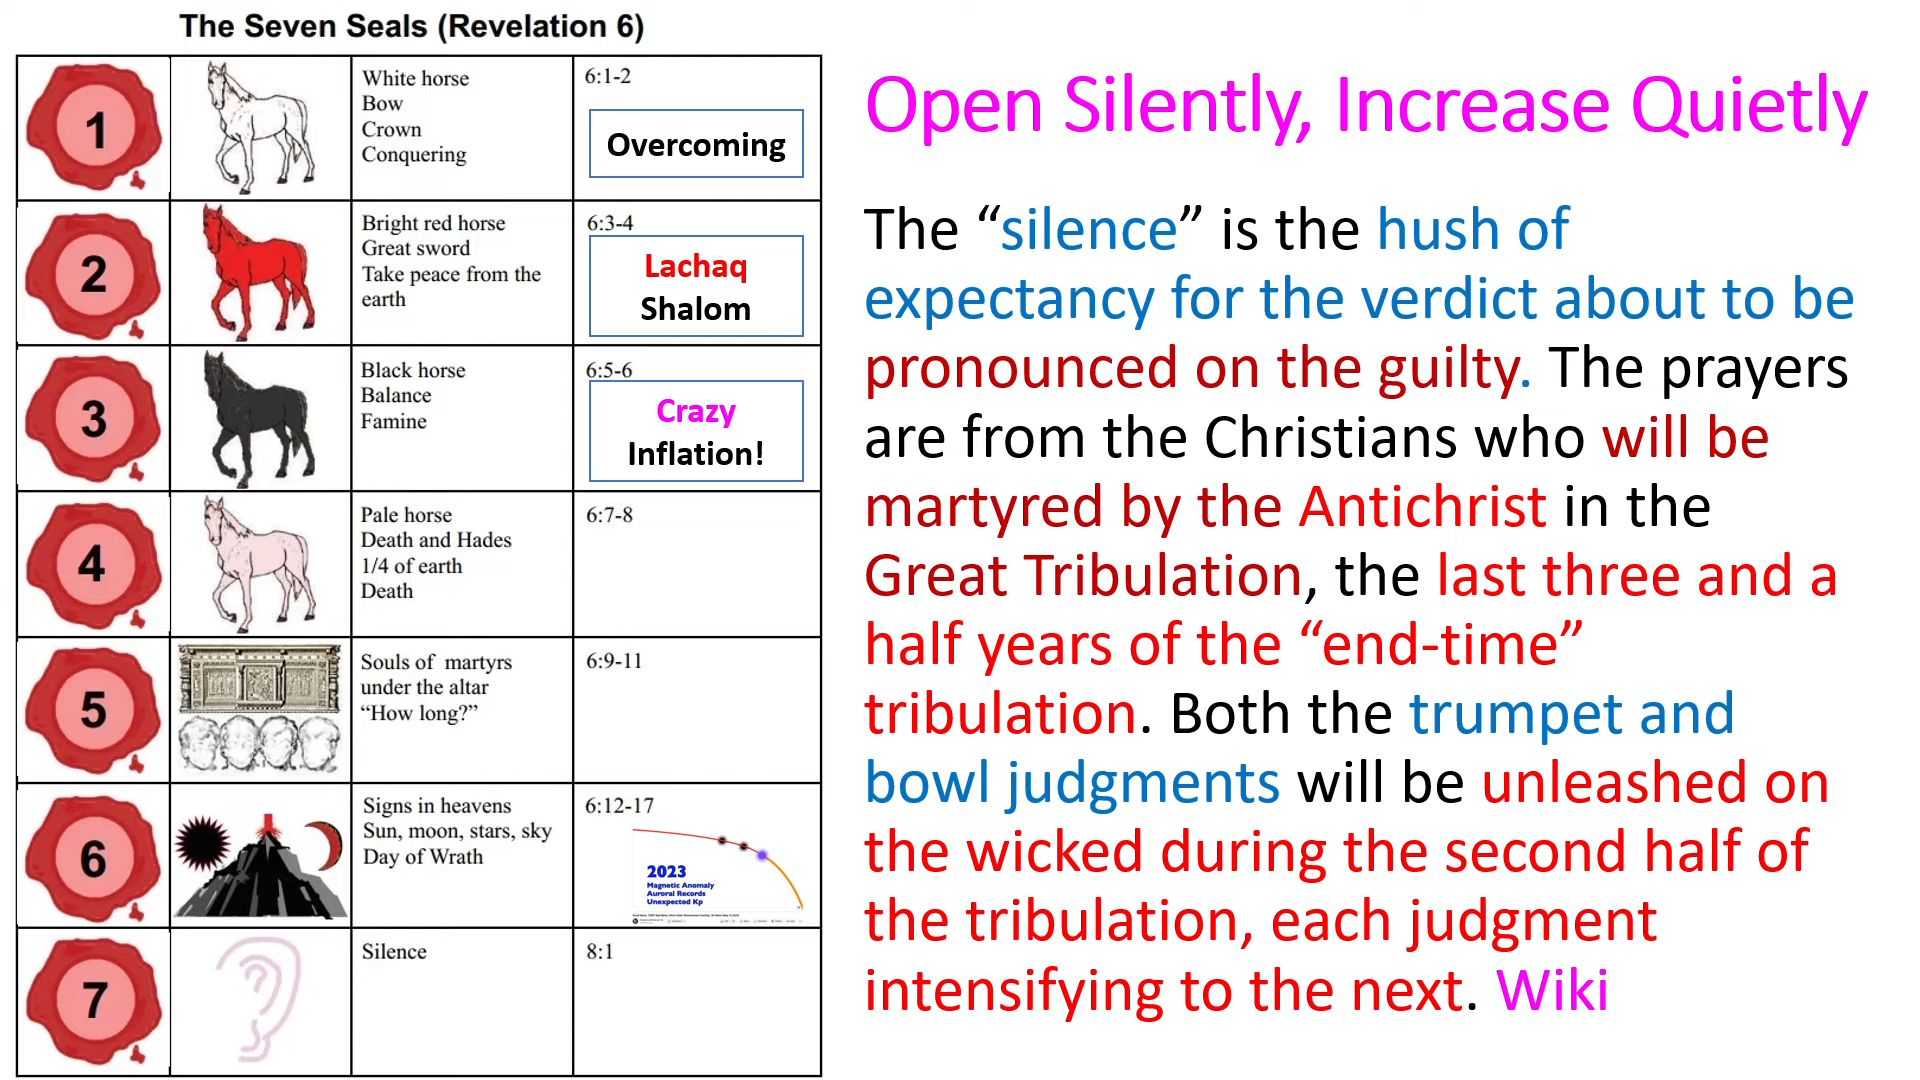 The Seven Seals (Revelation 6)
1
White horse
Bow
Crown
Conquering
6:1-2
Overcoming
2
Bright red horse
Great sword
Take peace from the
earth
6:3-4
Lachaq
Shalom
3
Black horse
Balance
Famine
6:5-6
Crazy
Inflation!
4
Pale horse
Death and Hades
1/4 of earth
Death
6:7-8
5
Souls of martyrs
under the altar
“How long?”
6:9-11
6
Signs in heavens
Sun, moon, stars, sky
Day of Wrath
6:12-17
2023
Magnetic Anomaly
Auroral Records
Unexpected Kp
7
Silence
8:1
Open Silently, Increase Quietly
The “silence” is the hush of
expectancy for the verdict about to be
pronounced on the guilty. The prayers
are from the Christians who will be
martyred by the Antichrist in the
Great Tribulation, the last three and a
half years of the “end-time”
tribulation. Both the trumpet and
bowl judgments will be unleashed on
the wicked during the second half of
the tribulation, each judgment
intensifying to the next. Wiki